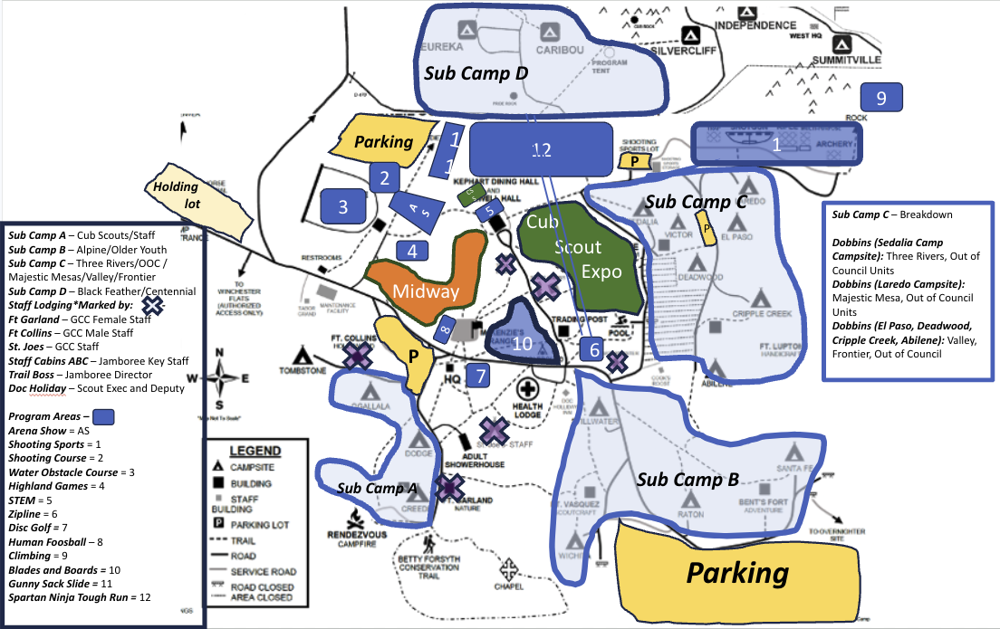 EUREKA
CARIBOU
Sub Camp D
PROGRAM
TENT
INDEPENDENCE
WEST HQ
SILVERCLIFF
SUMMITVILLE
9
ROCK
Parking
11
12
SHOOTING
SPORTS LOT
P
1
ARCHERY
2
KEPHART DINING HALL
AND
3
AS
5
Cub
Scout
Expo
Sub Camp C
LAREDO
VICTOR
P
EL PASO
DEADWOOD
CRIPPLE CREEK
FT. LUPTON
HANDICRAFT
Holding
lot
4
RESTROOMS
Midway
TO
WINCHESTER
FLATS
(AUTHORIZED
ACCESS ONLY)
MAINTENANCE
FACILITY
8
10
TRADING POST
POOL
6
P
FT. COLLINS
TOMBSTONE
HQ
7
HEALTH
LODGE
N
W
E
S
"Map Not To Scale"
OGALLALA
DODGE
Sub Camp A
ADULT
SHOWERHOUSE
NATURE
RENDEZVOUS
CAMPFIRE
BETTY FORSYTH
CONSERVATION
TRAIL
CHAPEL
Sub Camp B
SANTA FE
BENT'S FORT
ADVENTURE
RATON
TO OVERNIGHTER
SITE
Parking
Sub Camp A – Cub Scouts/Staff
Sub Camp B – Alpine/Older Youth
Sub Camp C – Three Rivers/OOC /
Majestic Mesas/Valley/Frontier
Sub Camp D – Black Feather/Centennial
Staff Lodging*Marked by:
Ft Garland – GCC Female Staff
Ft Collins – GCC Male Staff
St. Joes – GCC Staff
Staff Cabins ABC – Jamboree Key Staff
Trail Boss – Jamboree Director
Doc Holiday – Scout Exec and Deputy
Program Areas –
Arena Show = AS
Shooting Sports = 1
Shooting Course = 2
Water Obstacle Course = 3
Highland Games = 4
STEM = 5
Zipline = 6
Disc Golf = 7
Human Foosball – 8
Climbing = 9
Blades and Boards = 10
Gunny Sack Slide = 11
Spartan Ninja Tough Run = 12
LEGEND
CAMPSITE
BUILDING
STAFF
BUILDING
P PARKING LOT
TRAIL
ROAD
SERVICE ROAD
ROAD CLOSED
AREA CLOSED
Sub Camp C – Breakdown
Dobbins (Sedalia Camp
Campsite): Three Rivers, Out of
Council Units
Dobbins (Laredo Campsite):
Majestic Mesa, Out of Council
Units
Dobbins (El Paso, Deadwood,
Cripple Creek, Abilene): Valley,
Frontier, Out of Council